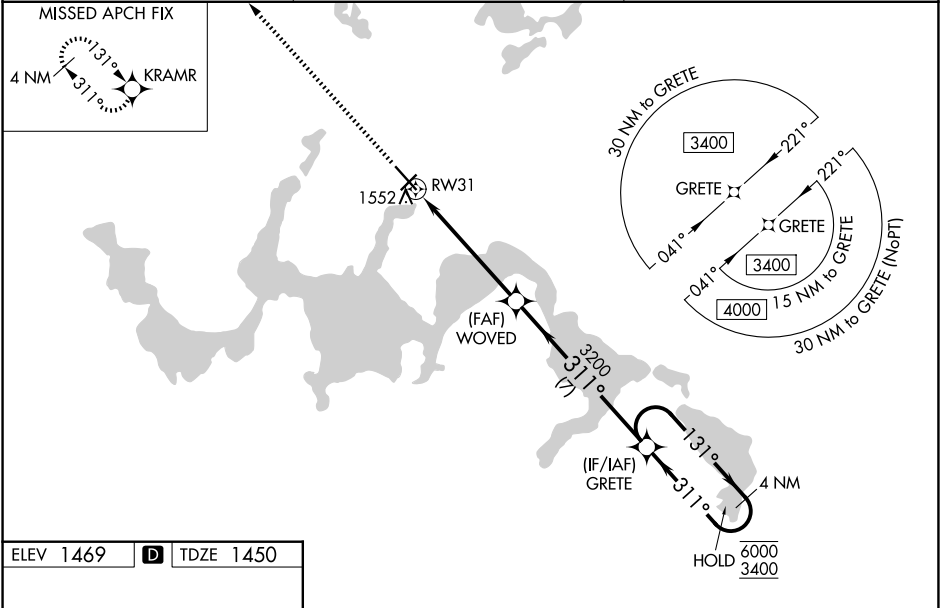 MISSED APCH FIX
4 NM
131°
311°
KRAMR
30 NM to GRETE
3400
221°
GRETE
041°
221°
GRETE
041°
3400
15 NM to GRETE
4000
30 NM to GRETE (NoPT)
1552
RW31
(FAF)
WOVED
3200
311°
(7)
(IF/IAF)
GRETE
131°
311°
4 NM
HOLD
6000
3400
ELEV 1469
D
TDZE 1450